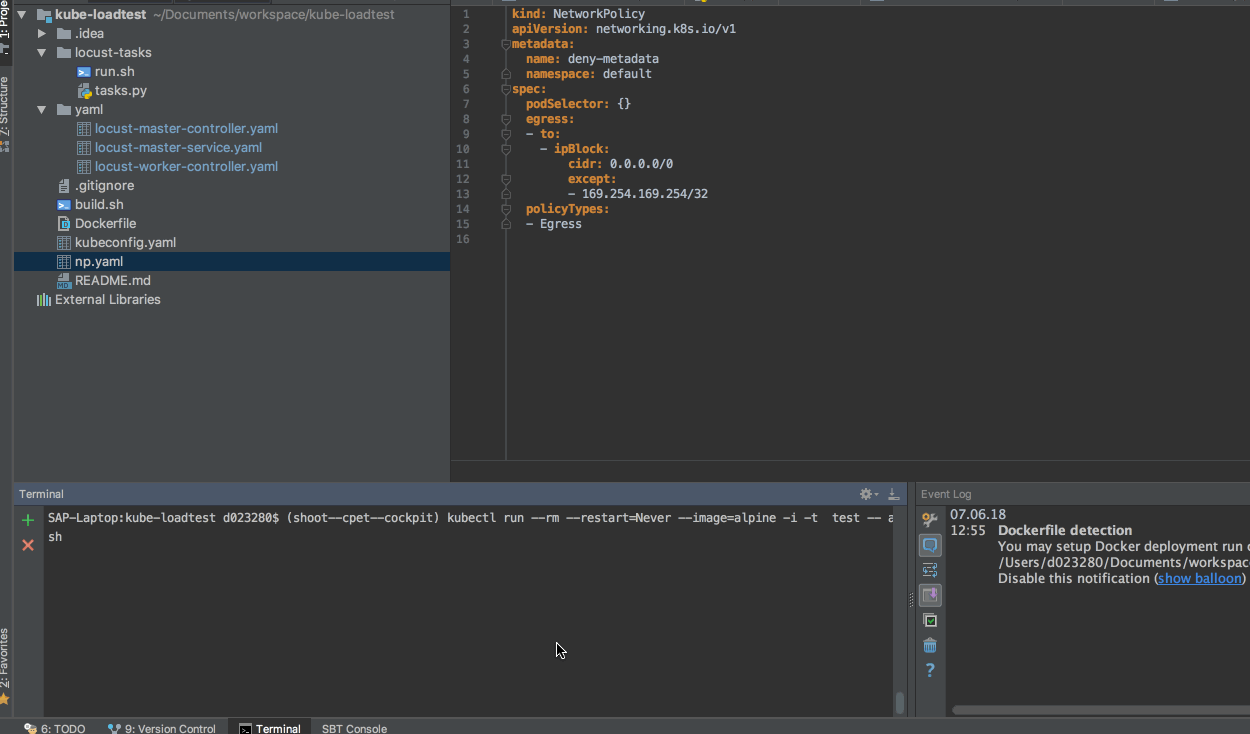 1: Proje
kube-loadtest ~/Documents/workspace/kube-loadtest
.idea
locust-tasks
run.sh
tasks.py
yaml
locust-master-controller.yaml
locust-master-service.yaml
locust-worker-controller.yaml
.gitignore
build.sh
Dockerfile
kubeconfig.yaml
np.yaml
README.md
External Libraries
7: Structure
2: Favorites
1 kind: NetworkPolicy
2 apiVersion: networking.k8s.io/v1
3 metadata:
4 name: deny-metadata
5 namespace: default
6 spec:
7 podSelector: {}
8 egress:
9 - to:
10 - ipBlock:
11 cidr: 0.0.0.0/0
12 except:
13 - 169.254.169.254/32
14 policyTypes:
15 - Egress
16
Terminal
SAP-Laptop:kube-loadtest d023280$ (shoot--cpet--cockpit) kubectl run --rm --restart=Never --image=alpine -i -t  test -- a
sh
Event Log
07.06.18
12:55 Dockerfile detection
You may setup Docker deployment run c
/Users/d023280/Documents/workspac
Disable this notification (show balloon)
6: TODO
9: Version Control
Terminal
SBT Console